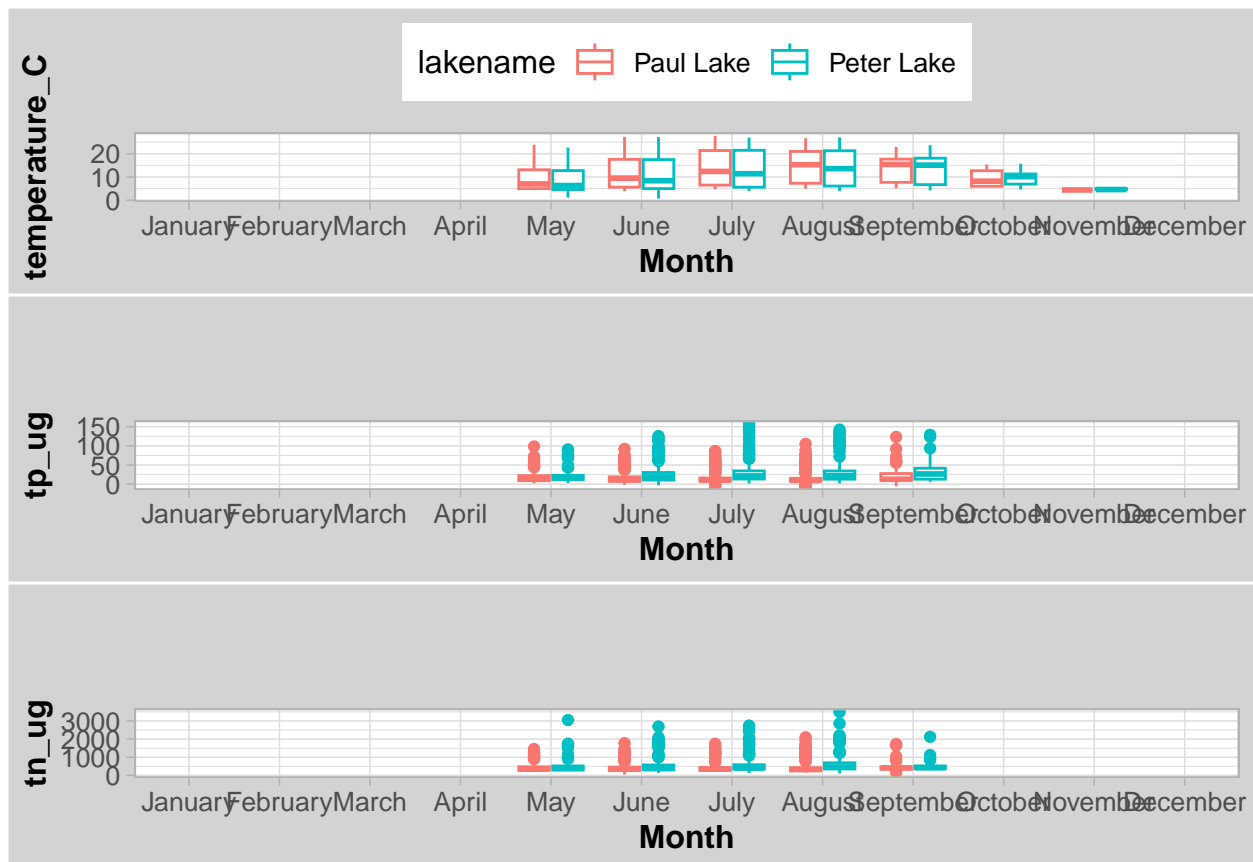 lakename Paul Lake Peter Lake
temperature_C
20
10
0
January February March April May June July August September October November December
Month
tp_ug
150
100
50
0
January February March April May June July August September October November December
Month
tn_ug
3000
2000
1000
0
January February March April May June July August September October November December
Month